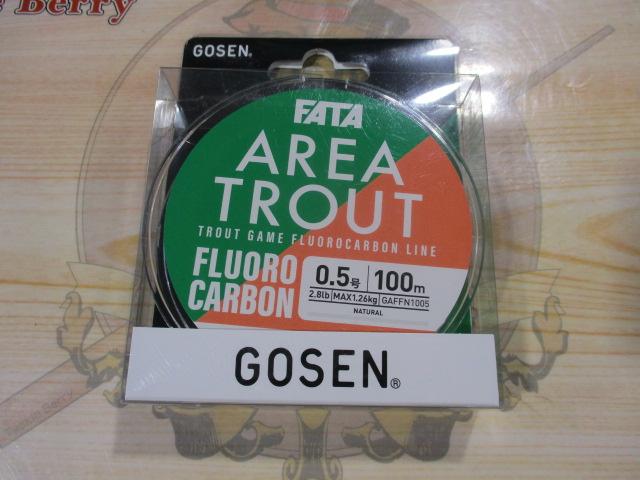 Berry
GOSEN®
FATA
AREA
TROUT
TROUT GAME FLUOROCARBON LINE
FLUORO
CARBON
0.5号 100m
2.8lb MAX1.26kg GAFFN1005
NATURAL
GOSEN®